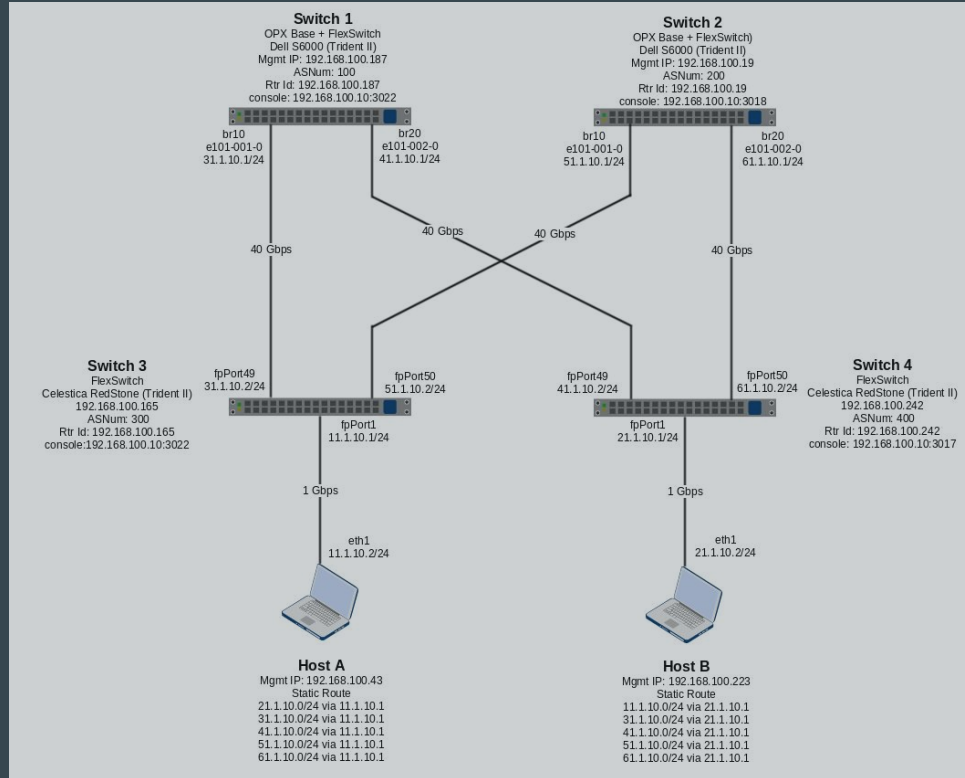 Switch 1
OPX Base + FlexSwitch
Dell S6000 (Trident II)
Mgmt IP: 192.168.100.187
ASNum: 100
Rtr Id: 192.168.100.187
console: 192.168.100.10:3022
Switch 2
OPX Base + FlexSwitch)
Dell S6000 (Trident II)
Mgmt IP: 192.168.100.19
ASNum: 200
Rtr Id: 192.168.100.19
console: 192.168.100.10:3018
br10
e101-001-0
31.1.10.1/24
br20
e101-002-0
41.1.10.1/24
br10
e101-001-0
51.1.10.1/24
br20
e101-002-0
61.1.10.1/24
40 Gbps
40 Gbps
40 Gbps
40 Gbps
Switch 3
FlexSwitch
Celestica RedStone (Trident II)
192.168.100.165
ASNum: 300
Rtr Id: 192.168.100.165
console:192.168.100.10:3022
fpPort49
31.1.10.2/24
fpPort50
51.1.10.2/24
fpPort49
41.1.10.2/24
fpPort50
61.1.10.2/24
Switch 4
FlexSwitch
Celestica RedStone (Trident II)
192.168.100.242
ASNum: 400
Rtr Id: 192.168.100.242
console: 192.168.100.10:3017
fpPort1
11.1.10.1/24
fpPort1
21.1.10.1/24
1 Gbps
1 Gbps
eth1
11.1.10.2/24
eth1
21.1.10.2/24
Host A
Mgmt IP: 192.168.100.43
Static Route
21.1.10.0/24 via 11.1.10.1
31.1.10.0/24 via 11.1.10.1
41.1.10.0/24 via 11.1.10.1
51.1.10.0/24 via 11.1.10.1
61.1.10.0/24 via 11.1.10.1
Host B
Mgmt IP: 192.168.100.223
Static Route
11.1.10.0/24 via 21.1.10.1
31.1.10.0/24 via 21.1.10.1
41.1.10.0/24 via 21.1.10.1
51.1.10.0/24 via 21.1.10.1
61.1.10.0/24 via 21.1.10.1